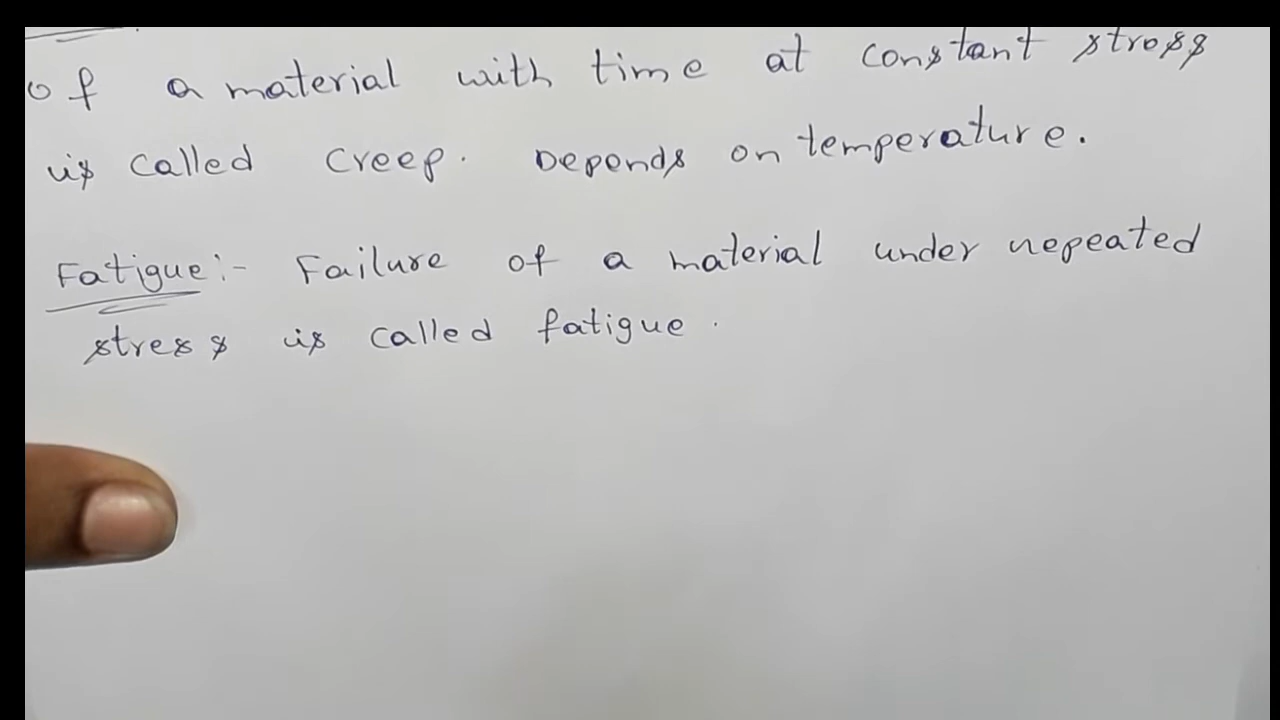 of a material with time at constant stress
is called creep. Depends on temperature.
Fatigue:- Failure of a material under repeated
stress is called fatigue.